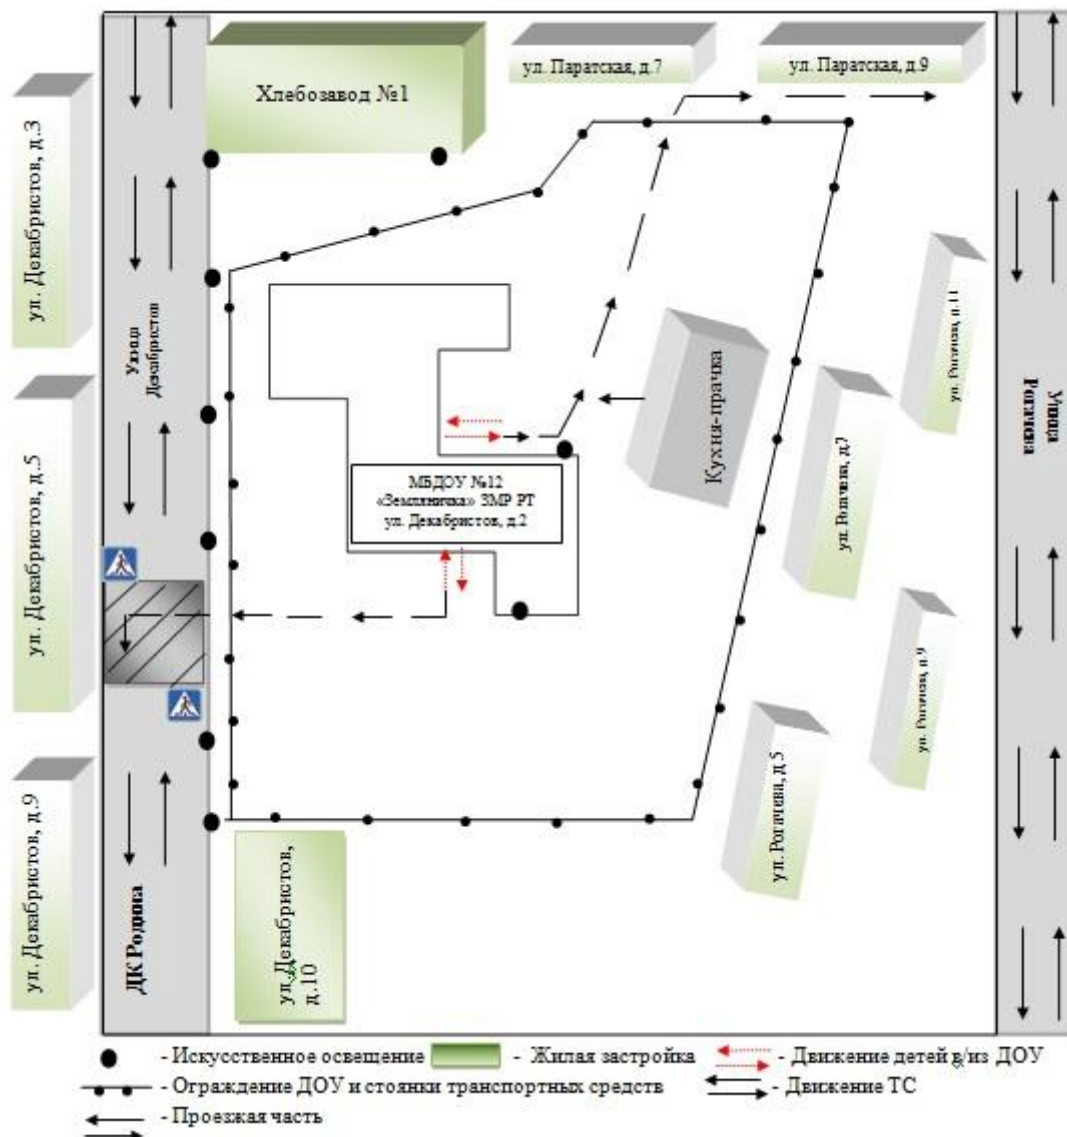 Хлебозавод №1
ул. Паратская, д.7
ул. Паратская, д.9
ул. Декабристов, д.3
Улица
Декабристов
ул. Рогачева, д.11
Улица
Рогачева
Кухня-прачка
ул. Декабристов, д.5
МБДОУ №12
«Земляничка» ЗМР РТ
ул. Декабристов, д.2
ул. Рогачева, д.7
ул. Рогачева, д.9
ул. Рогачева, д.5
ул. Декабристов, д.9
ДК Родина
ул.Декабристов,
д.10
- Искусственное освещение
- Жилая застройка
- Движение детей в/из ДОУ
- Ограждение ДОУ и стоянки транспортных средств
- Движение ТС
- Проезжая часть